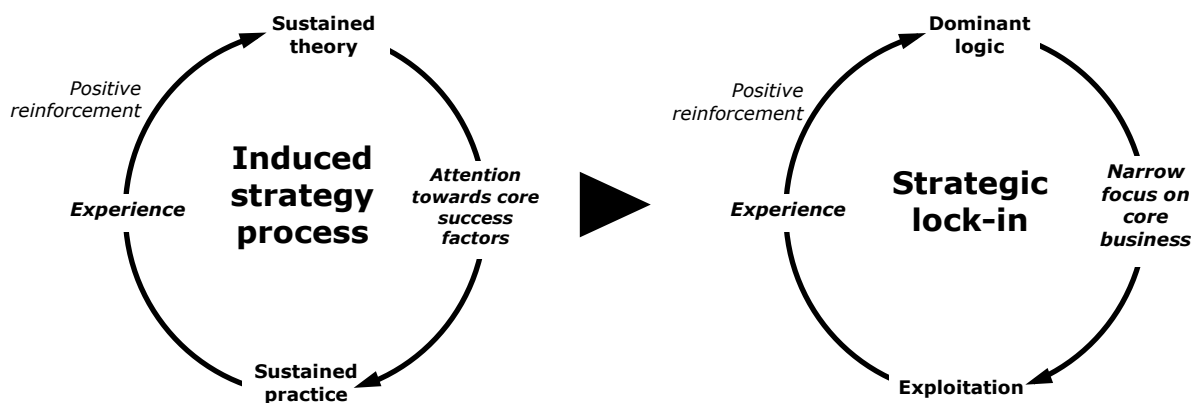 Sustained
theory
Positive
reinforcement
Induced
strategy
process
Attention
towards core
success
factors
Experience
Sustained
practice
Dominant
logic
Positive
reinforcement
Strategic
lock-in
Narrow
focus on
core
business
Experience
Exploitation